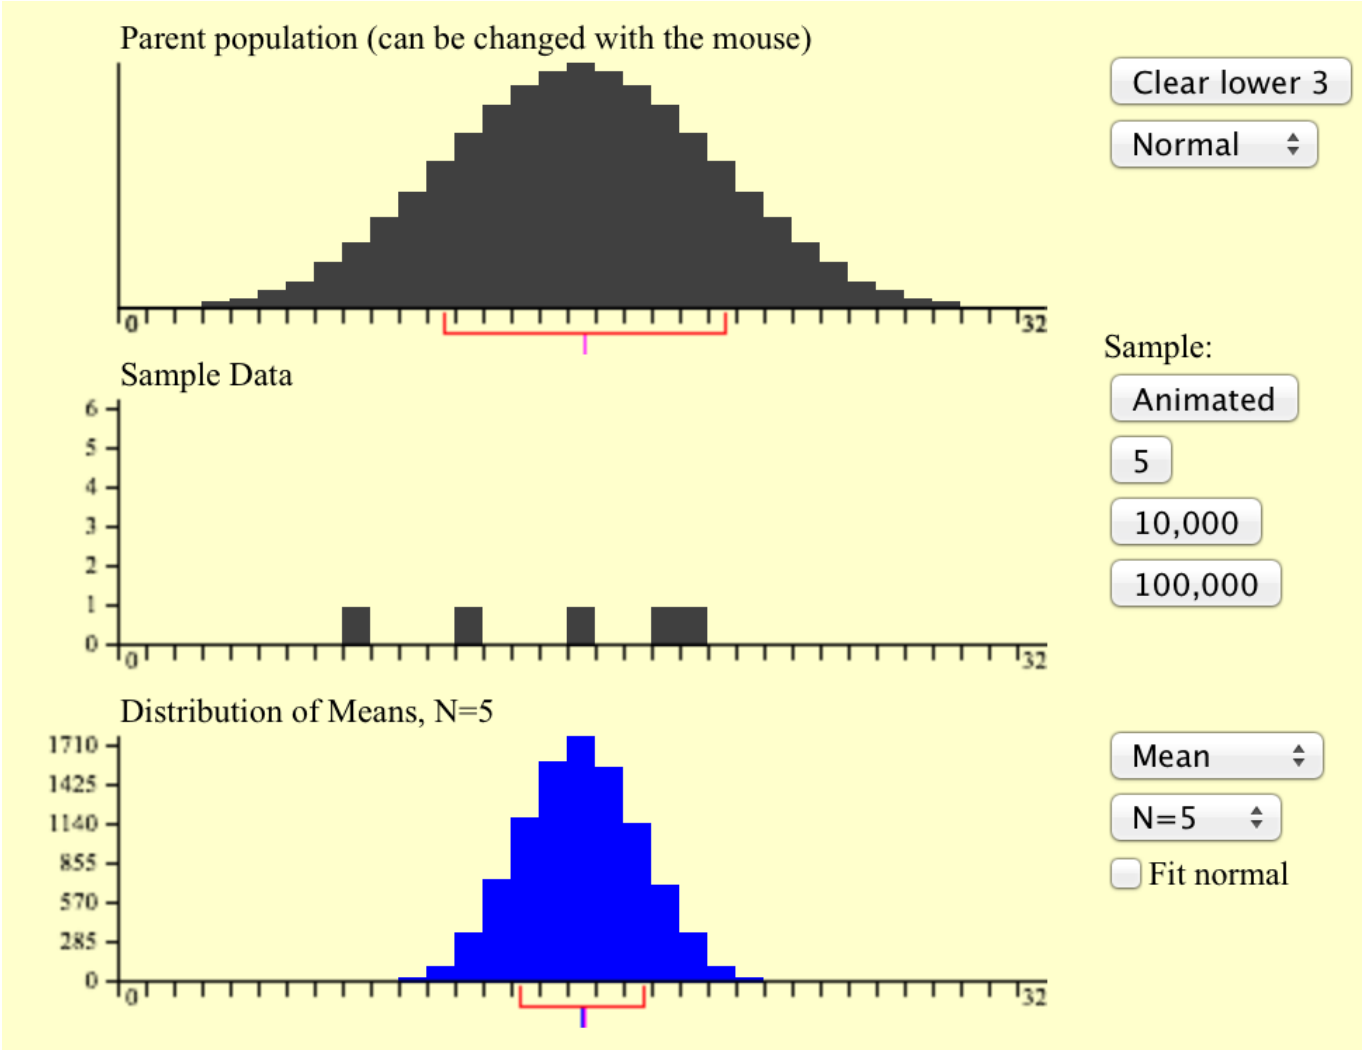 Parent population (can be changed with the mouse)
Clear lower 3
Normal
0 32
Sample:
Sample Data
Animated
6
5
5
4
10,000
3
2
100,000
1
0
0 32
Distribution of Means, N=5
1710
Mean
1425
1140
N=5
855
Fit normal
570
285
0
0 32